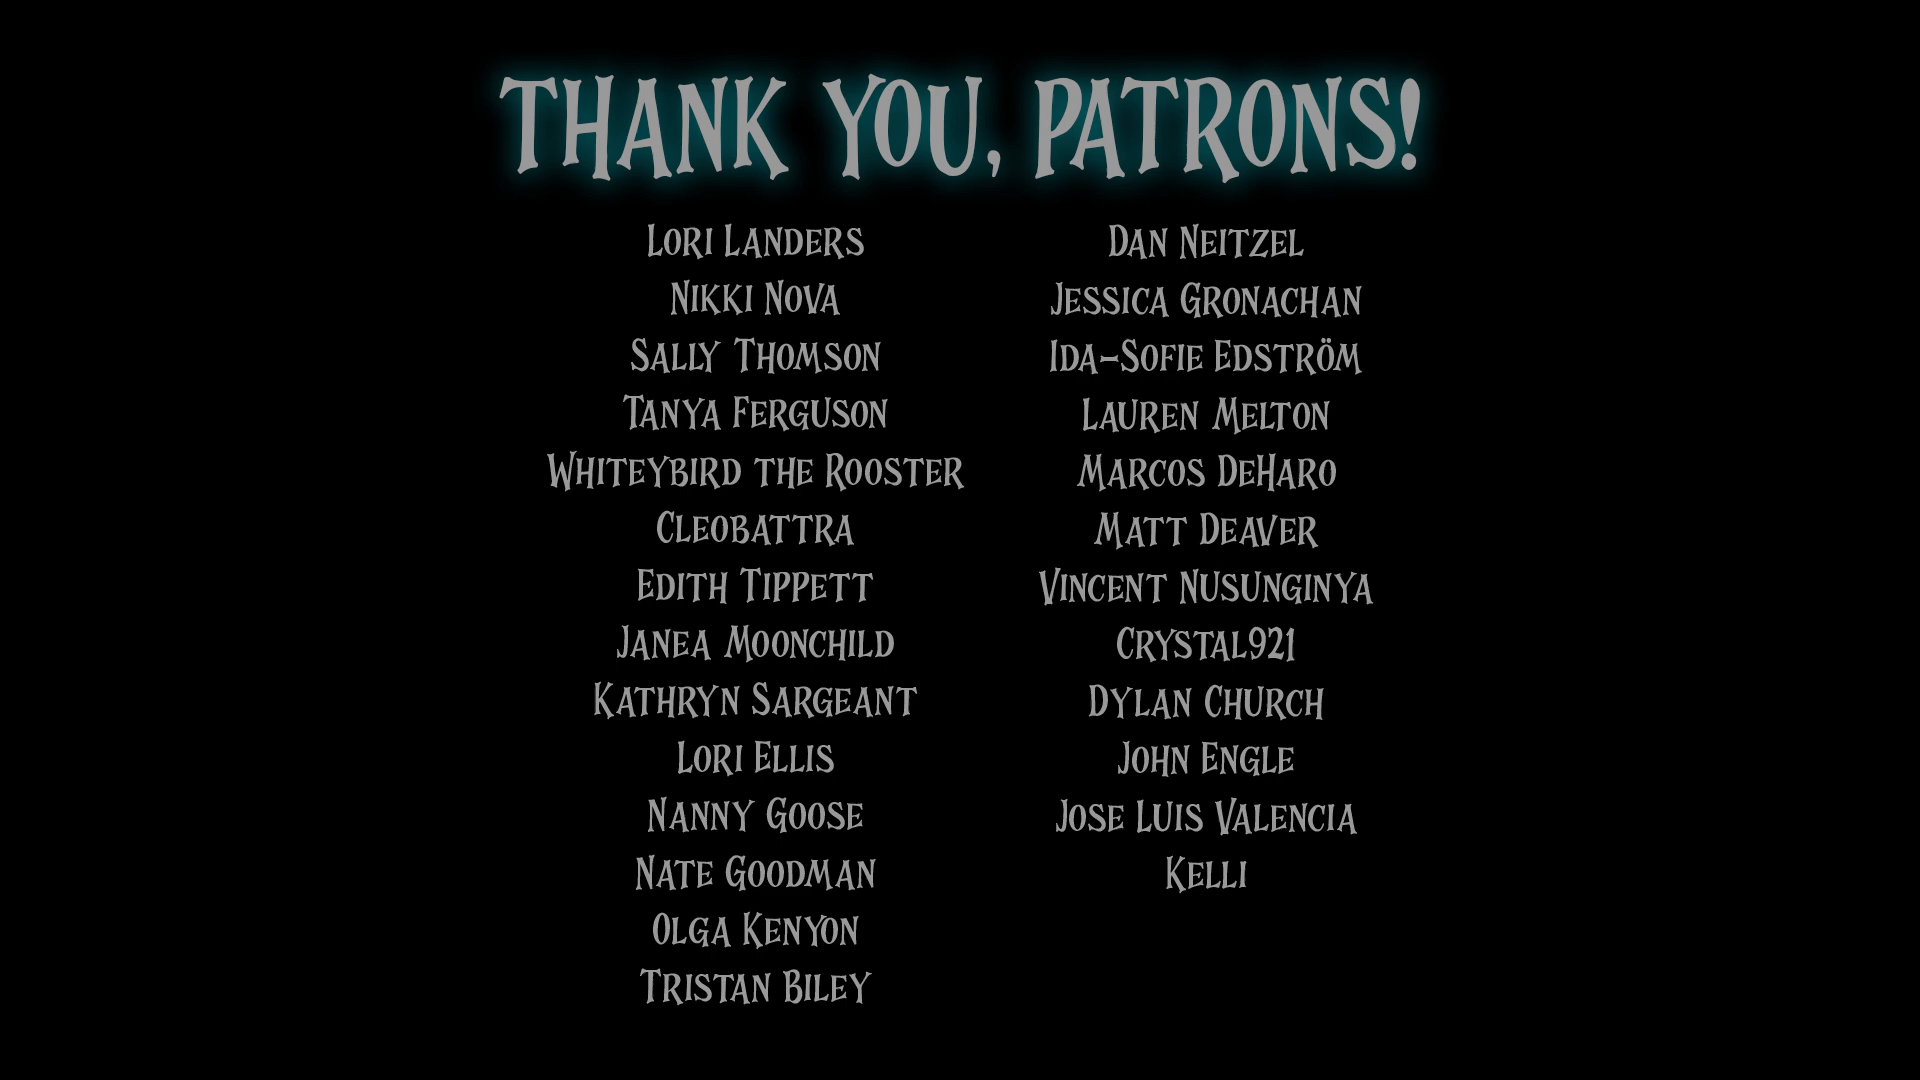 THANK YOU, PATRONS!
Lori Landers
Nikki Nova
Sally Thomson
Tanya Ferguson
Whiteybird the Rooster
Cleobattra
Edith Tippett
Janea Moonchild
Kathryn Sargeant
Lori Ellis
Nanny Goose
Nate Goodman
Olga Kenyon
Tristan Biley
Dan Neitzel
Jessica Gronachan
Ida-Sofie Edström
Lauren Melton
Marcos DeHaro
Matt Deaver
Vincent Nusunginya
Crystal921
Dylan Church
John Engle
Jose Luis Valencia
Kelli